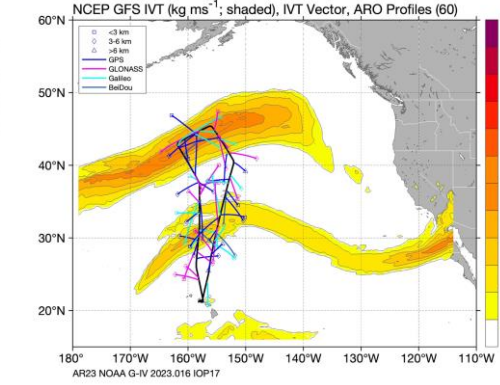 NCEP GFS IVT (kg ms⁻¹; shaded), IVT Vector, ARO Profiles (60)
60°N
<3 km
3-6 km
>6 km
GPS
GLONASS
Galileo
BeiDou
50°N
40°N
30°N
20°N
180° 170°W 160°W 150°W 140°W 130°W 120°W 110°W
AR23 NOAA G-IV 2023.016 IOP17